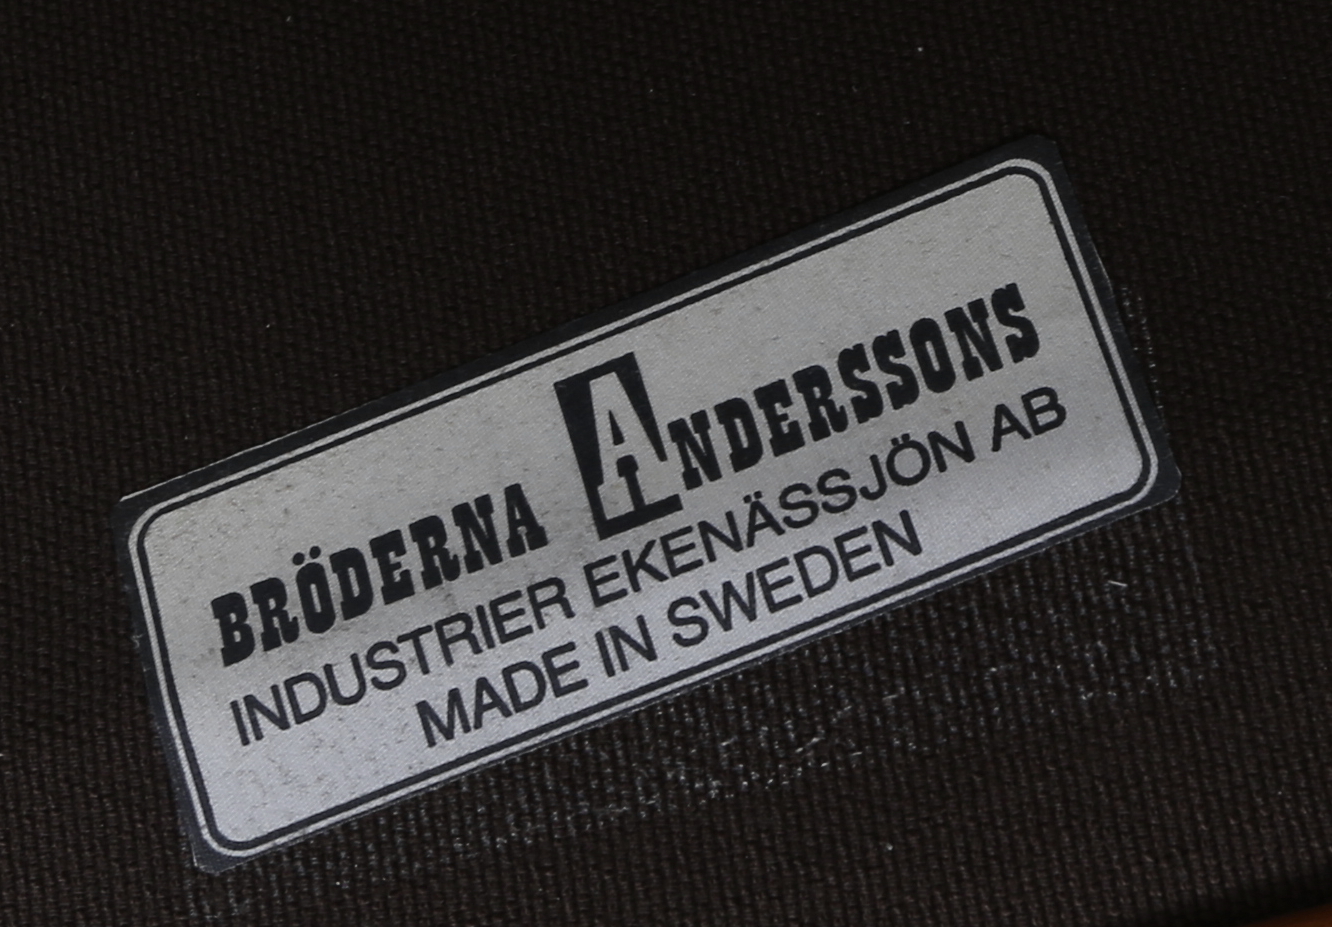 BRÖDERNA ANDERSSONS
INDUSTRIER EKENÄSSJÖN AB
MADE IN SWEDEN